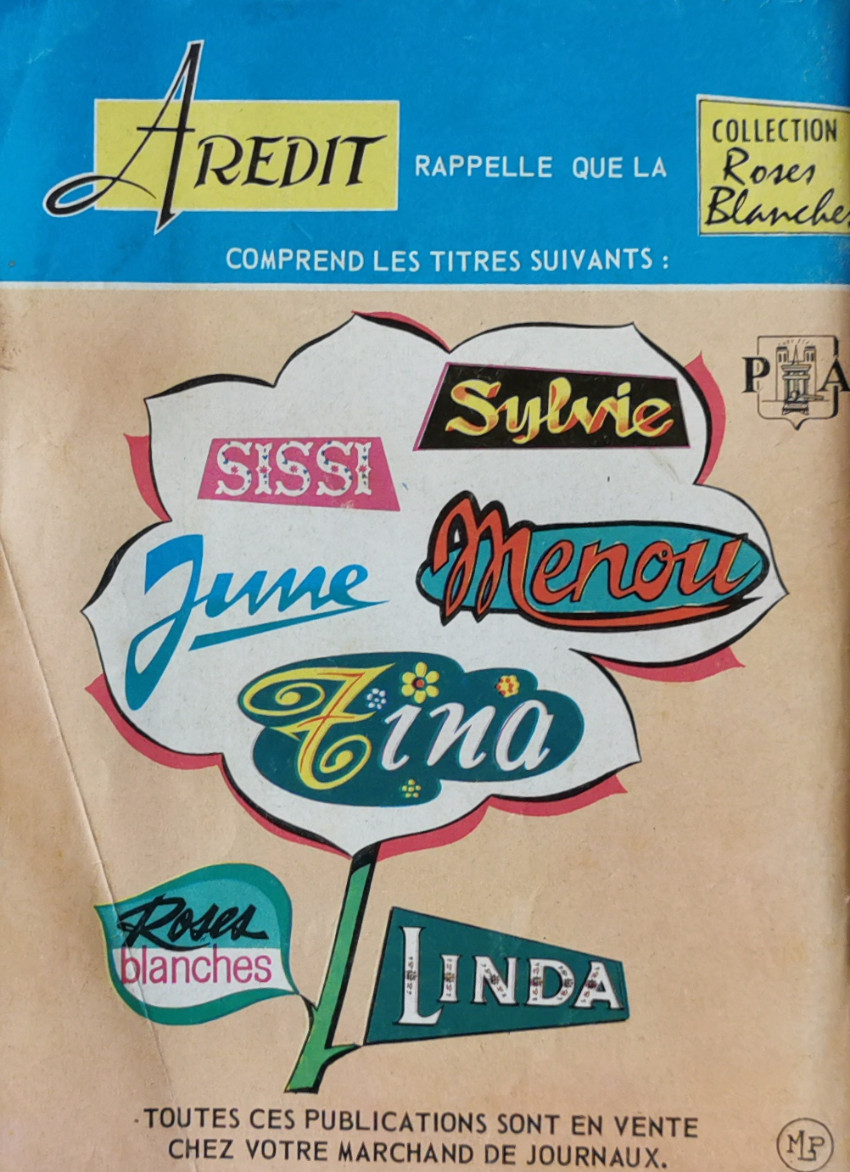 AREDIT RAPPELLE QUE LA COLLECTION
Roses
Blanches
COMPREND LES TITRES SUIVANTS :
P A
Sylvie
SISSI
Menou
June
Tina
Roses
blanches
LINDA
TOUTES CES PUBLICATIONS SONT EN VENTE
CHEZ VOTRE MARCHAND DE JOURNAUX.
MLP